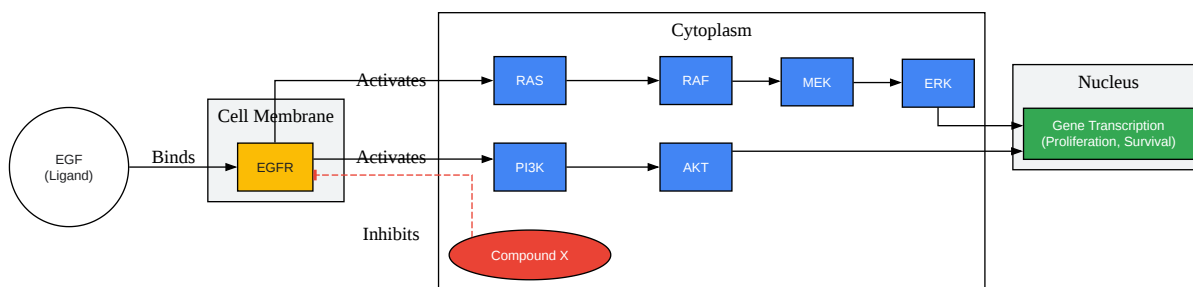 Cytoplasm
Nucleus
Cell Membrane
EGF
(Ligand)
Binds
EGFR
Activates
RAS
RAF
MEK
ERK
Activates
PI3K
AKT
Gene Transcription
(Proliferation, Survival)
Inhibits
Compound X